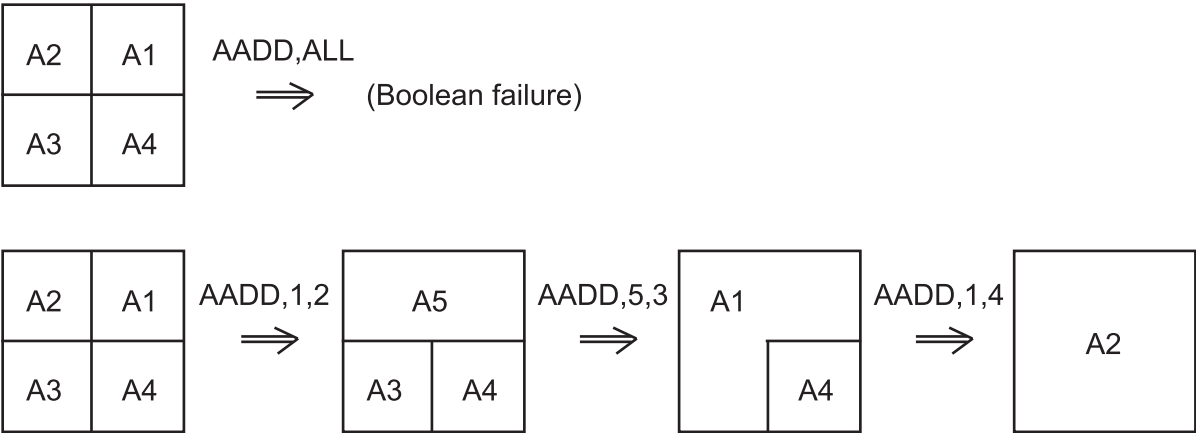 A2 A1 AADD,ALL
(Boolean failure)
A3 A4
A2 A1 AADD,1,2 A5 AADD,5,3 A1 AADD,1,4
A2
A3 A4 A3 A4 A4